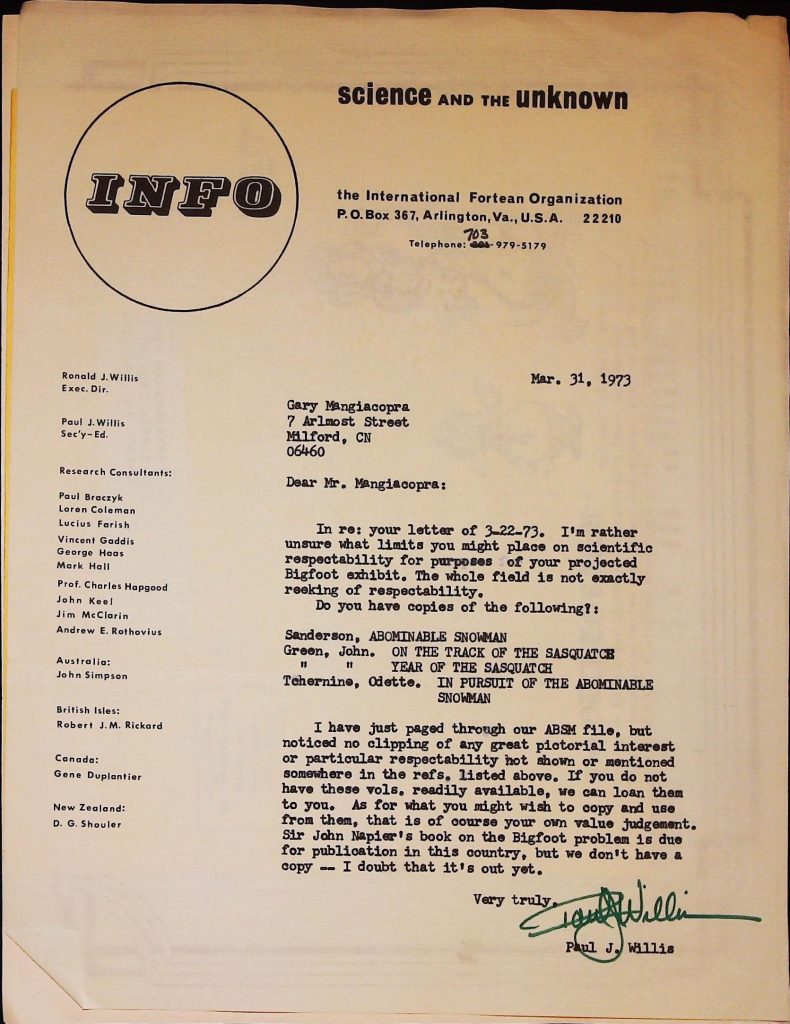 science AND THE unknown
INFO
the International Fortean Organization
P.O. Box 367, Arlington, Va., U.S.A. 22210
703
Telephone: -979-5179
Ronald J. Willis
Exec. Dir.
Paul J. Willis
Sec'y-Ed.
Research Consultants:
Paul Braczyk
Loren Coleman
Lucius Farish
Vincent Gaddis
George Haas
Mark Hall
Prof. Charles Hapgood
John Keel
Jim McClarin
Andrew E. Rothovius
Australia:
John Simpson
British Isles:
Robert J. M. Rickard
Canada:
Gene Duplantier
New Zealand:
D. G. Shouler
Mar. 31, 1973
Gary Mangiacopra
7 Arlmost Street
Milford, CN
06460
Dear Mr. Mangiacopra:
In re: your letter of 3-22-73. I'm rather
unsure what limits you might place on scientific
respectability for purposes of your projected
Bigfoot exhibit. The whole field is not exactly
reeking of respectability.
Do you have copies of the following?:
Sanderson, ABOMINABLE SNOWMAN
Green, John. ON THE TRACK OF THE SASQUATCH
" " YEAR OF THE SASQUATCH
Tchernine, Odette. IN PURSUIT OF THE ABOMINABLE
SNOWMAN
I have just paged through our ABSM file, but
noticed no clipping of any great pictorial interest
or particular respectability not shown or mentioned
somewhere in the refs. listed above. If you do not
have these vols. readily available, we can loan them
to you. As for what you might wish to copy and use
from them, that is of course your own value judgement.
Sir John Napier's book on the Bigfoot problem is due
for publication in this country, but we don't have a
copy -- I doubt that it's out yet.
Very truly,
Paul J Willis
Paul J. Willis